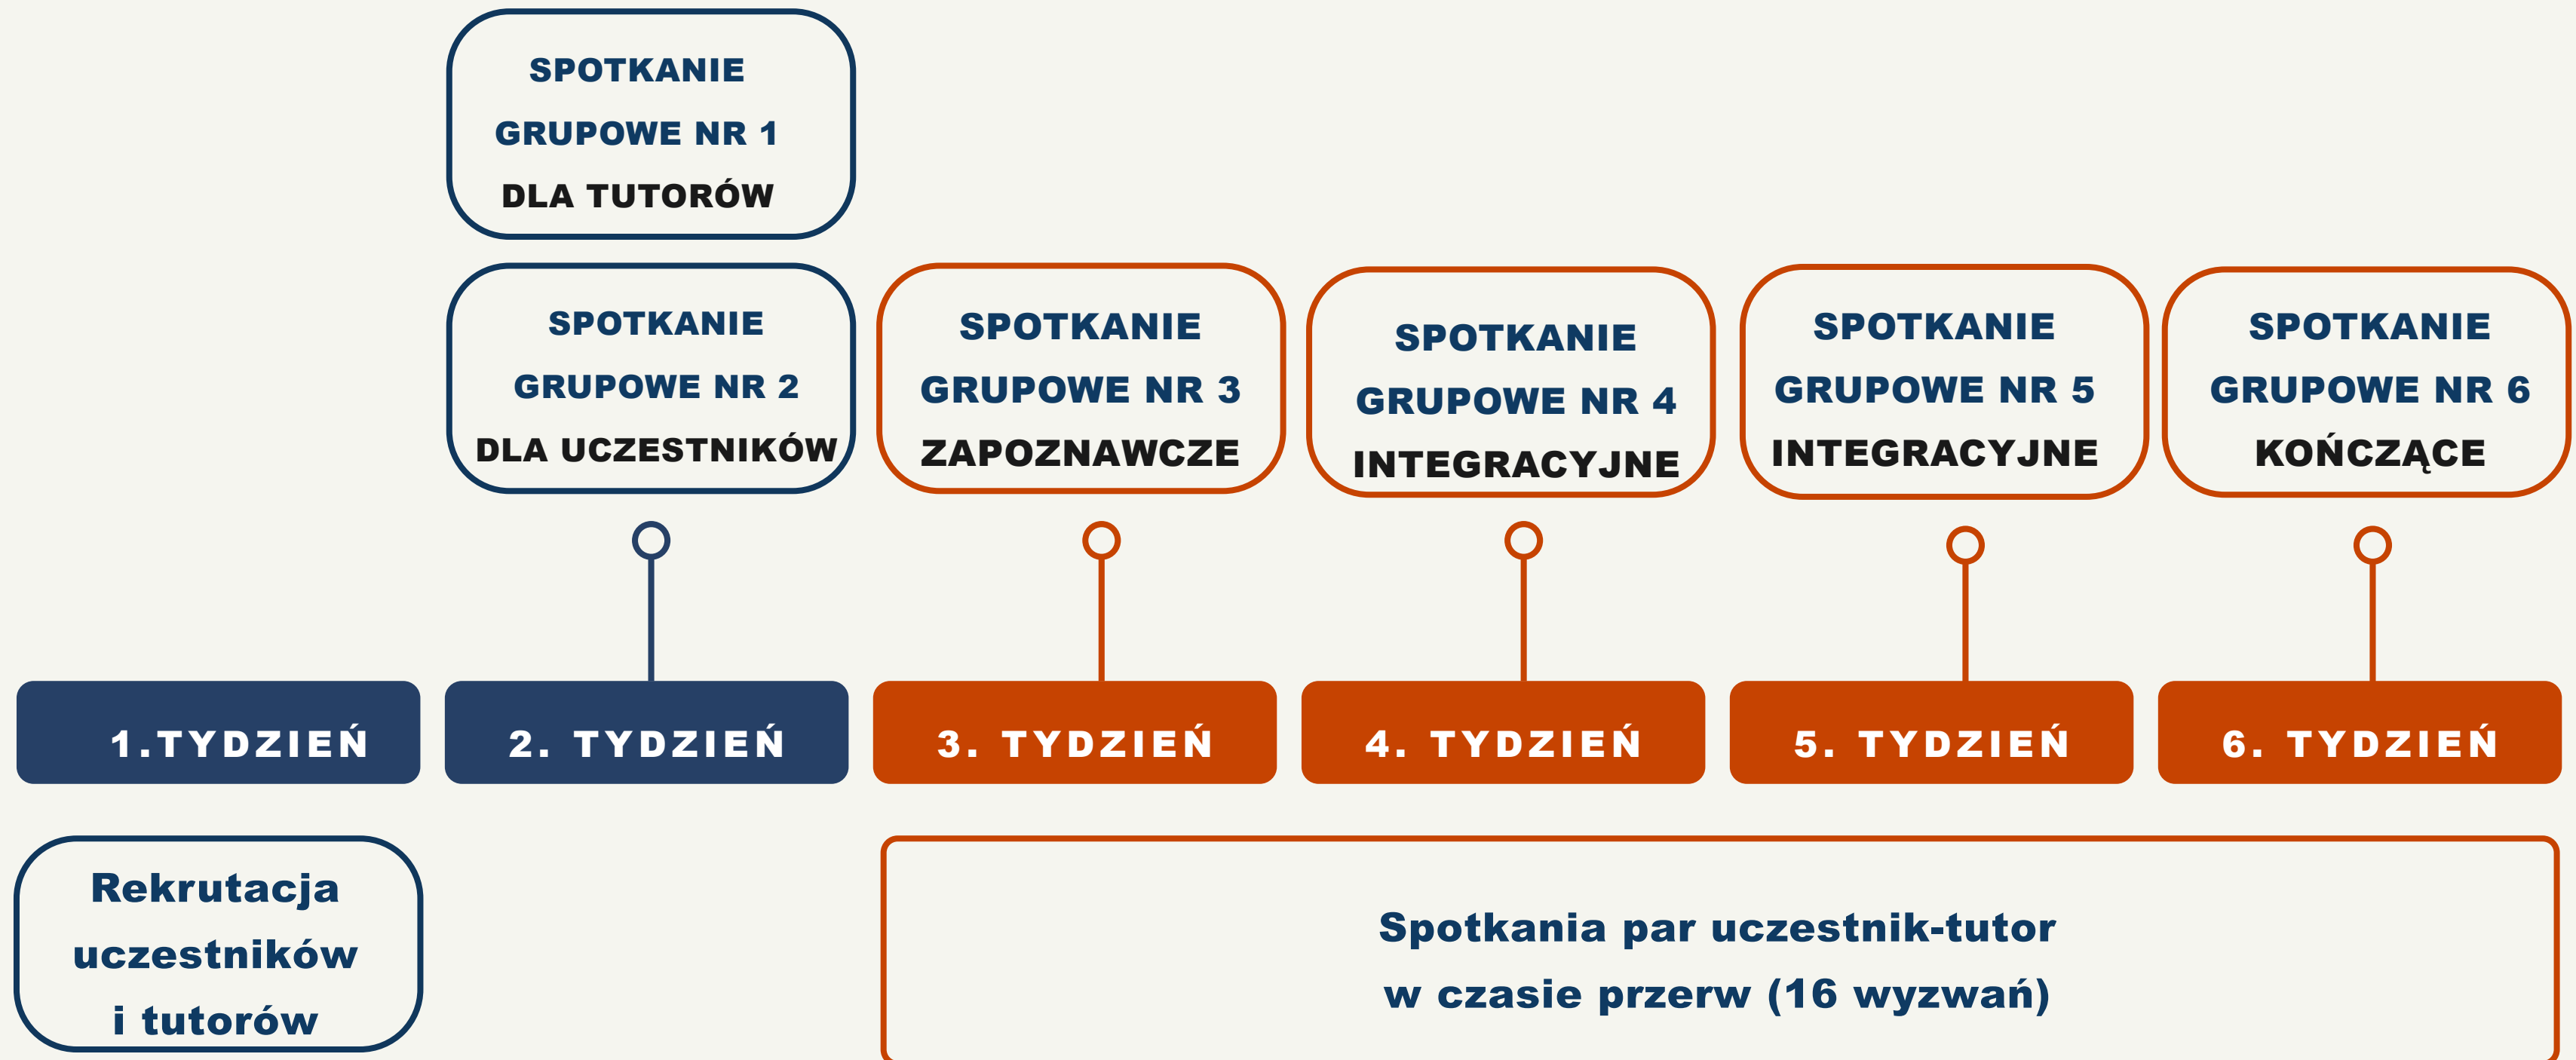 SPOTKANIE
GRUPOWE NR 1
DLA TUTORÓW
SPOTKANIE
GRUPOWE NR 2
DLA UCZESTNIKÓW
SPOTKANIE
GRUPOWE NR 3
ZAPOZNAWCZE
SPOTKANIE
GRUPOWE NR 4
INTEGRACYJNE
SPOTKANIE
GRUPOWE NR 5
INTEGRACYJNE
SPOTKANIE
GRUPOWE NR 6
KOŃCZĄCE
1.TYDZIEŃ
2. TYDZIEŃ
3. TYDZIEŃ
4. TYDZIEŃ
5. TYDZIEŃ
6. TYDZIEŃ
Rekrutacja
uczestników
i tutorów
Spotkania par uczestnik-tutor
w czasie przerw (16 wyzwań)